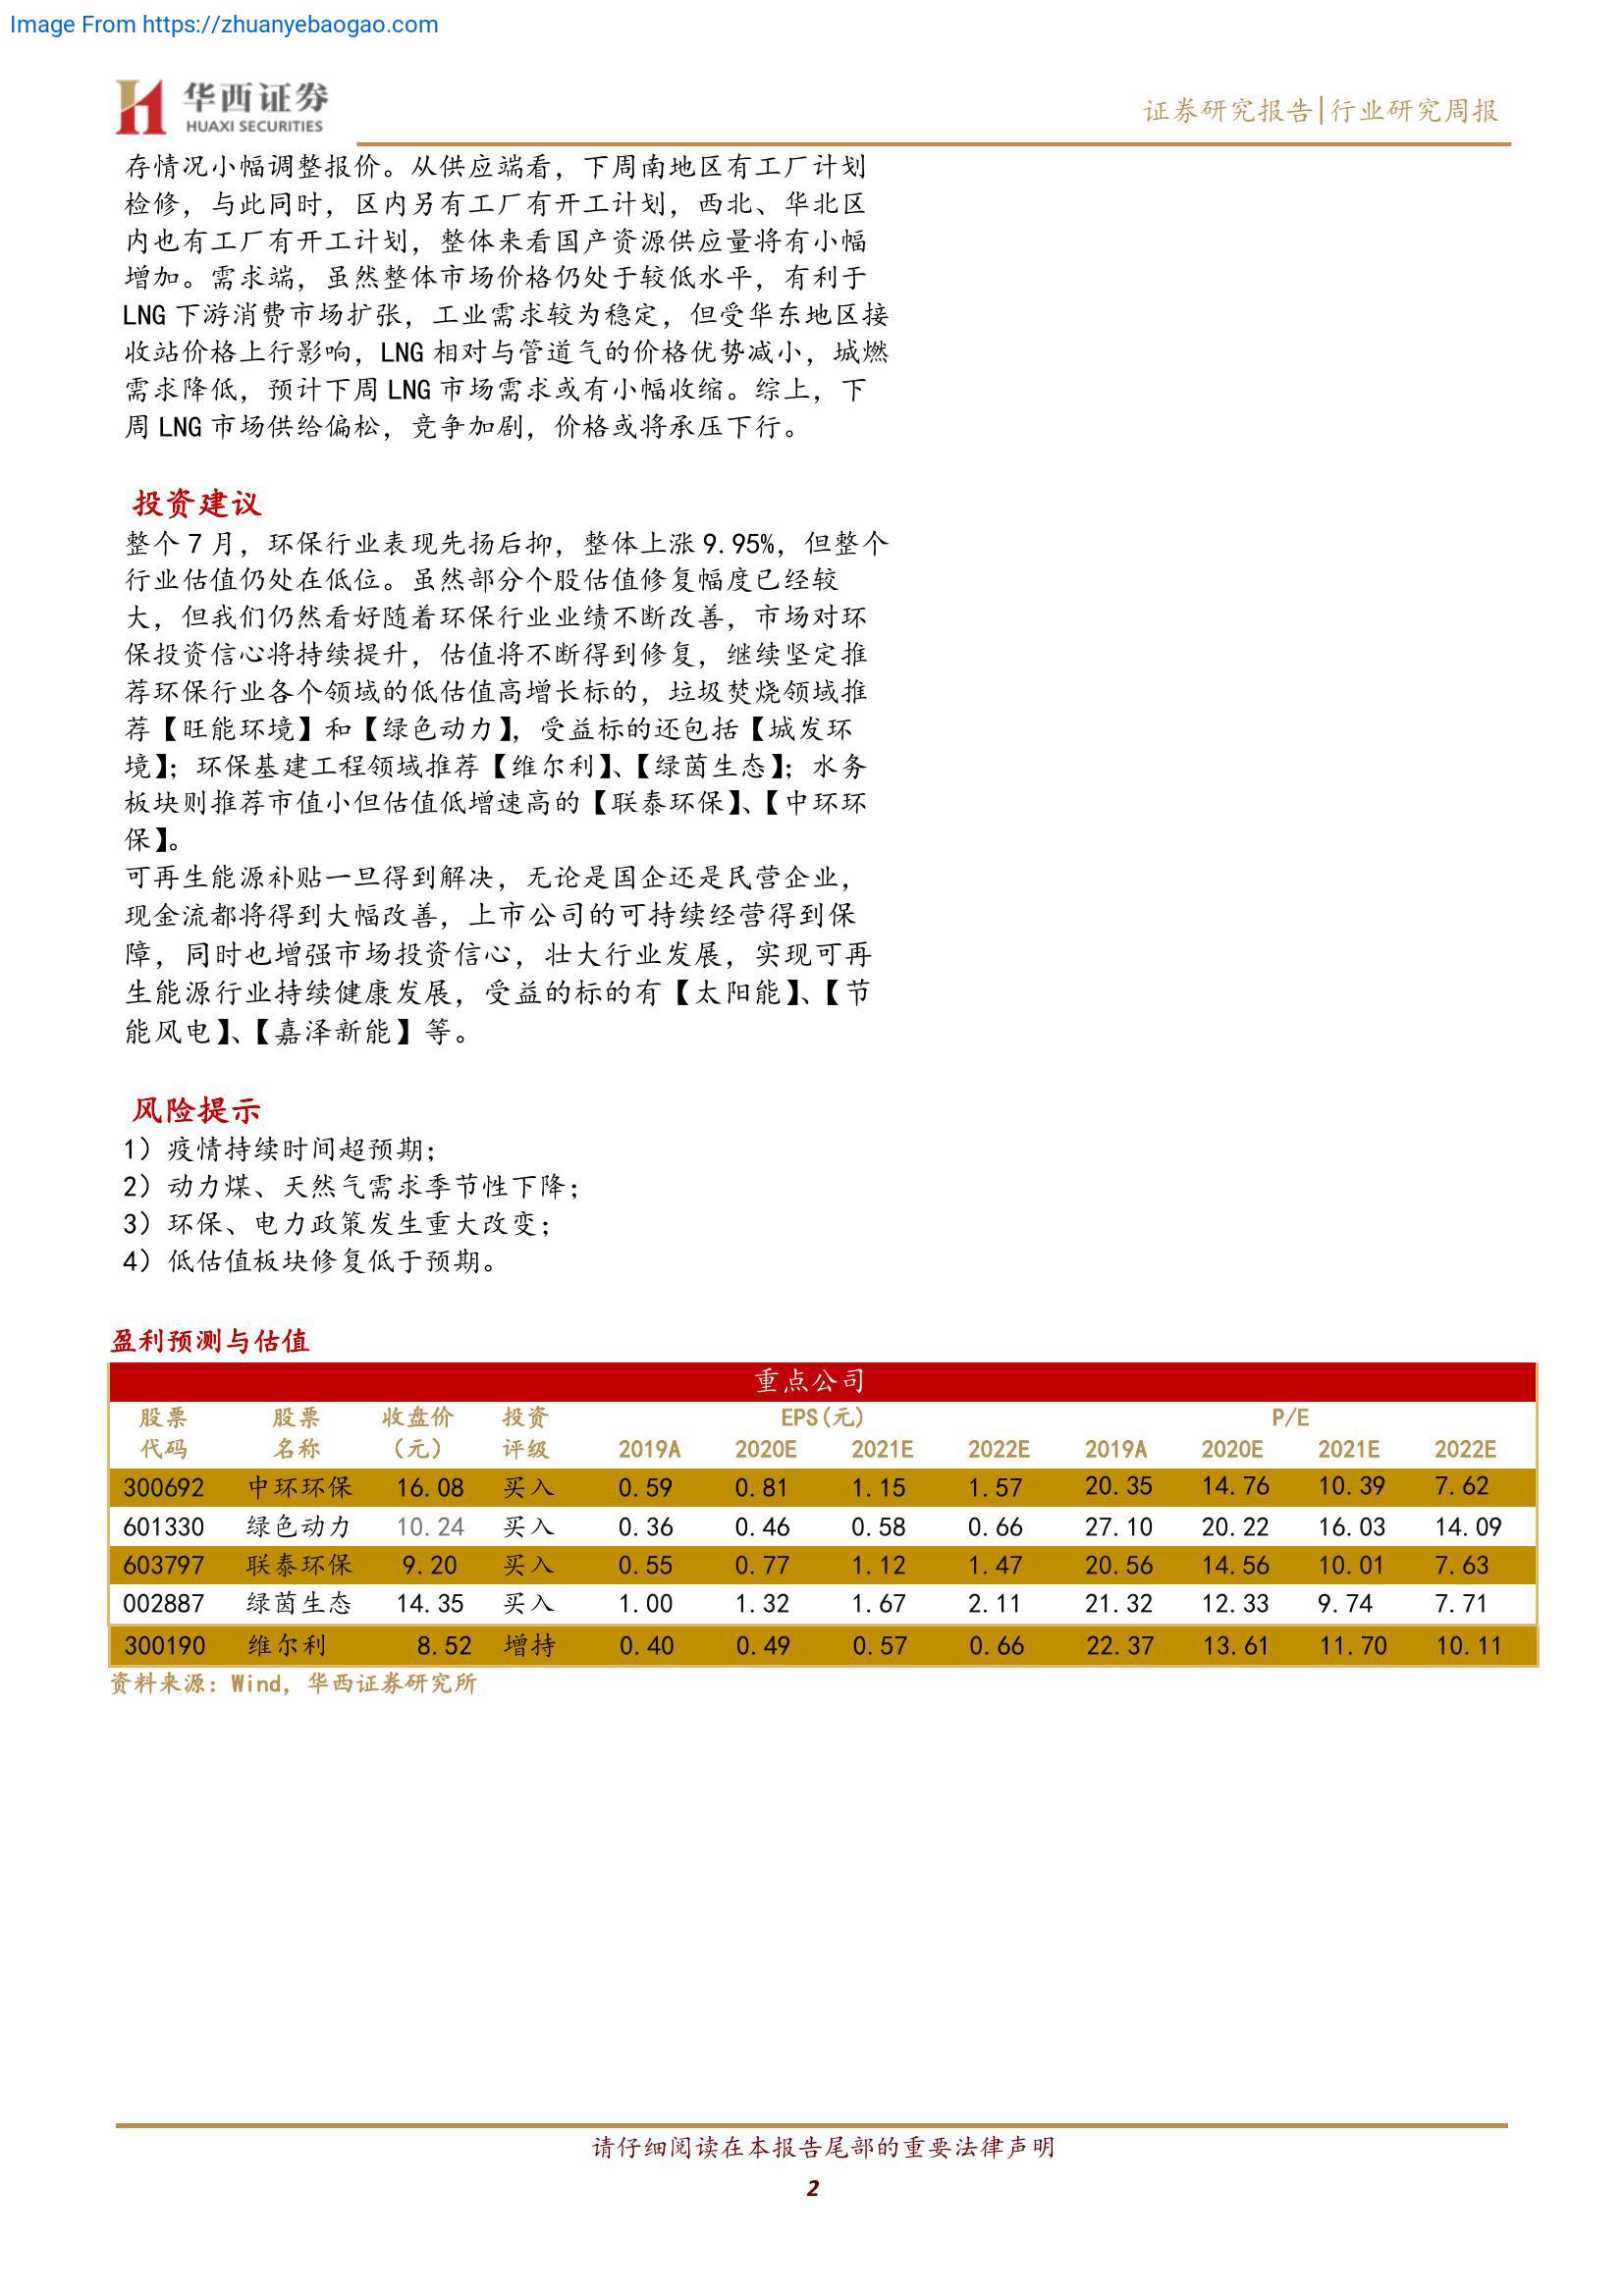 Image From https://zhuanyebaogao.com
华西证券
HUAXI SECURITIES
证券研究报告|行业研究周报
存情况小幅调整报价。从供应端看，下周南地区有工厂计划
检修，与此同时，区内另有工厂有开工计划，西北、华北区
内也有工厂有开工计划，整体来看国产资源供应量将有小幅
增加。需求端，虽然整体市场价格仍处于较低水平，有利于
LNG 下游消费市场扩张，工业需求较为稳定，但受华东地区接
收站价格上行影响，LNG 相对与管道气的价格优势减小，城燃
需求降低，预计下周 LNG 市场需求或有小幅收缩。综上，下
周 LNG 市场供给偏松，竞争加剧，价格或将承压下行。
投资建议
整个 7 月，环保行业表现先扬后抑，整体上涨 9.95%，但整个
行业估值仍处在低位。虽然部分个股估值修复幅度已经较
大，但我们仍然看好随着环保行业业绩不断改善，市场对环
保投资信心将持续提升，估值将不断得到修复，继续坚定推
荐环保行业各个领域的低估值高增长标的，垃圾焚烧领域推
荐【旺能环境】和【绿色动力】，受益标的还包括【城发环
境】；环保基建工程领域推荐【维尔利】、【绿茵生态】；水务
板块则推荐市值小但估值低增速高的【联泰环保】、【中环环
保】。
可再生能源补贴一旦得到解决，无论是国企还是民营企业，
现金流都将得到大幅改善，上市公司的可持续经营得到保
障，同时也增强市场投资信心，壮大行业发展，实现可再
生能源行业持续健康发展，受益的标的有【太阳能】、【节
能风电】、【嘉泽新能】等。
风险提示
1）疫情持续时间超预期；
2）动力煤、天然气需求季节性下降；
3）环保、电力政策发生重大改变；
4）低估值板块修复低于预期。
盈利预测与估值
重点公司
股票 股票 收盘价 投资 EPS(元) P/E
代码 名称 （元） 评级 2019A 2020E 2021E 2022E 2019A 2020E 2021E 2022E
300692 中环环保 16.08 买入 0.59 0.81 1.15 1.57 20.35 14.76 10.39 7.62
601330 绿色动力 10.24 买入 0.36 0.46 0.58 0.66 27.10 20.22 16.03 14.09
603797 联泰环保 9.20 买入 0.55 0.77 1.12 1.47 20.56 14.56 10.01 7.63
002887 绿茵生态 14.35 买入 1.00 1.32 1.67 2.11 21.32 12.33 9.74 7.71
300190 维尔利 8.52 增持 0.40 0.49 0.57 0.66 22.37 13.61 11.70 10.11
资料来源：Wind，华西证券研究所
请仔细阅读在本报告尾部的重要法律声明
2